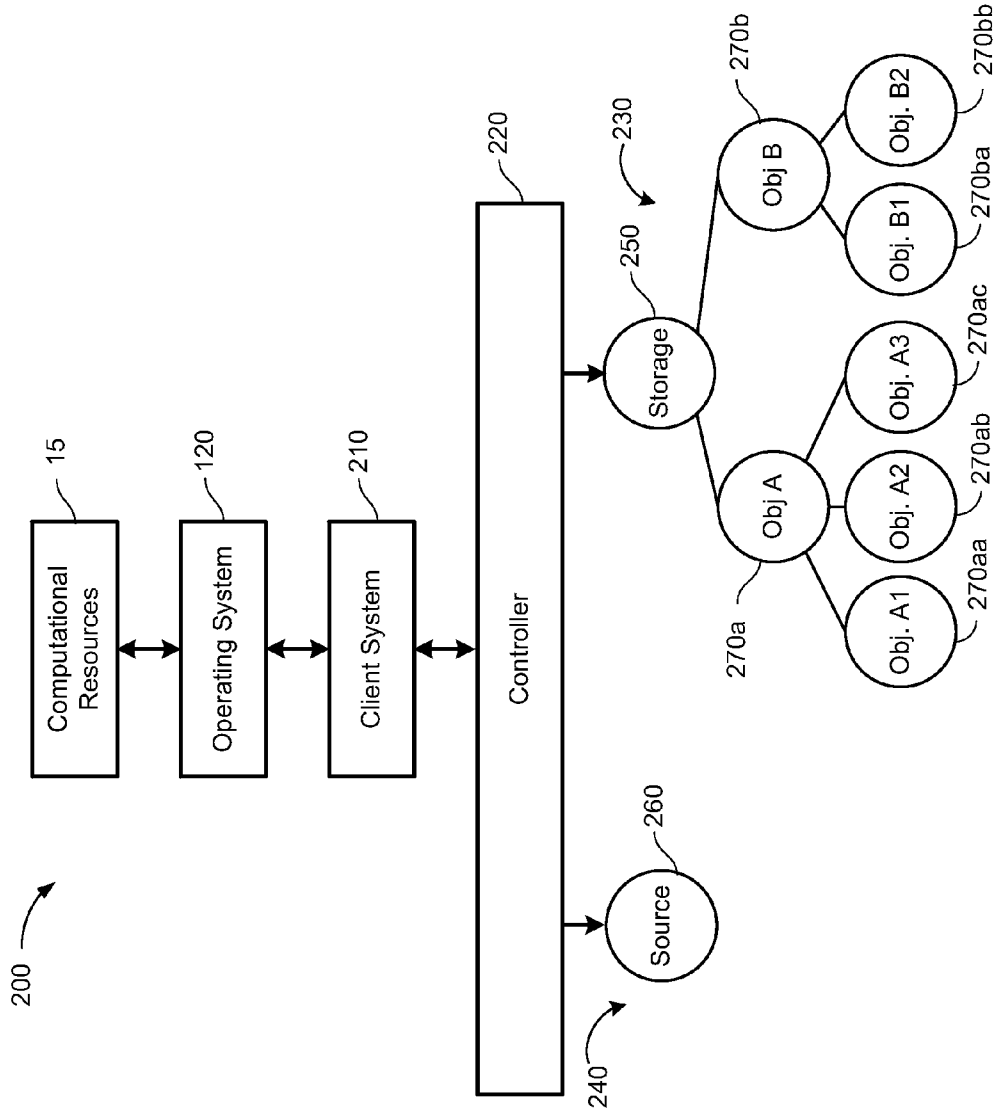 200
Computational
Resources
15
Operating System
120
Client System
210
Controller
220
Source
260
240
Storage
250
230
Obj A
270a
Obj B
270b
Obj. A1
270aa
Obj. A2
270ab
Obj. A3
270ac
Obj. B1
270ba
Obj. B2
270bb